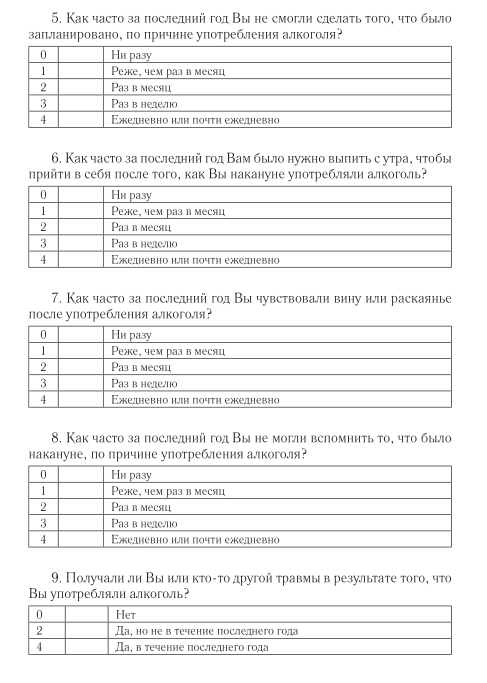 5. Как часто за последний год Вы не смогли сделать того, что было
запланировано, по причине употребления алкоголя?
0 Ни разу
1 Реже, чем раз в месяц
2 Раз в месяц
3 Раз в неделю
4 Ежедневно или почти ежедневно
6. Как часто за последний год Вам было нужно выпить с утра, чтобы
прийти в себя после того, как Вы накануне употребляли алкоголь?
0 Ни разу
1 Реже, чем раз в месяц
2 Раз в месяц
3 Раз в неделю
4 Ежедневно или почти ежедневно
7. Как часто за последний год Вы чувствовали вину или раскаянье
после употребления алкоголя?
0 Ни разу
1 Реже, чем раз в месяц
2 Раз в месяц
3 Раз в неделю
4 Ежедневно или почти ежедневно
8. Как часто за последний год Вы не могли вспомнить то, что было
накануне, по причине употребления алкоголя?
0 Ни разу
1 Реже, чем раз в месяц
2 Раз в месяц
3 Раз в неделю
4 Ежедневно или почти ежедневно
9. Получали ли Вы или кто-то другой травмы в результате того, что
Вы употребляли алкоголь?
0 Нет
2 Да, но не в течение последнего года
4 Да, в течение последнего года